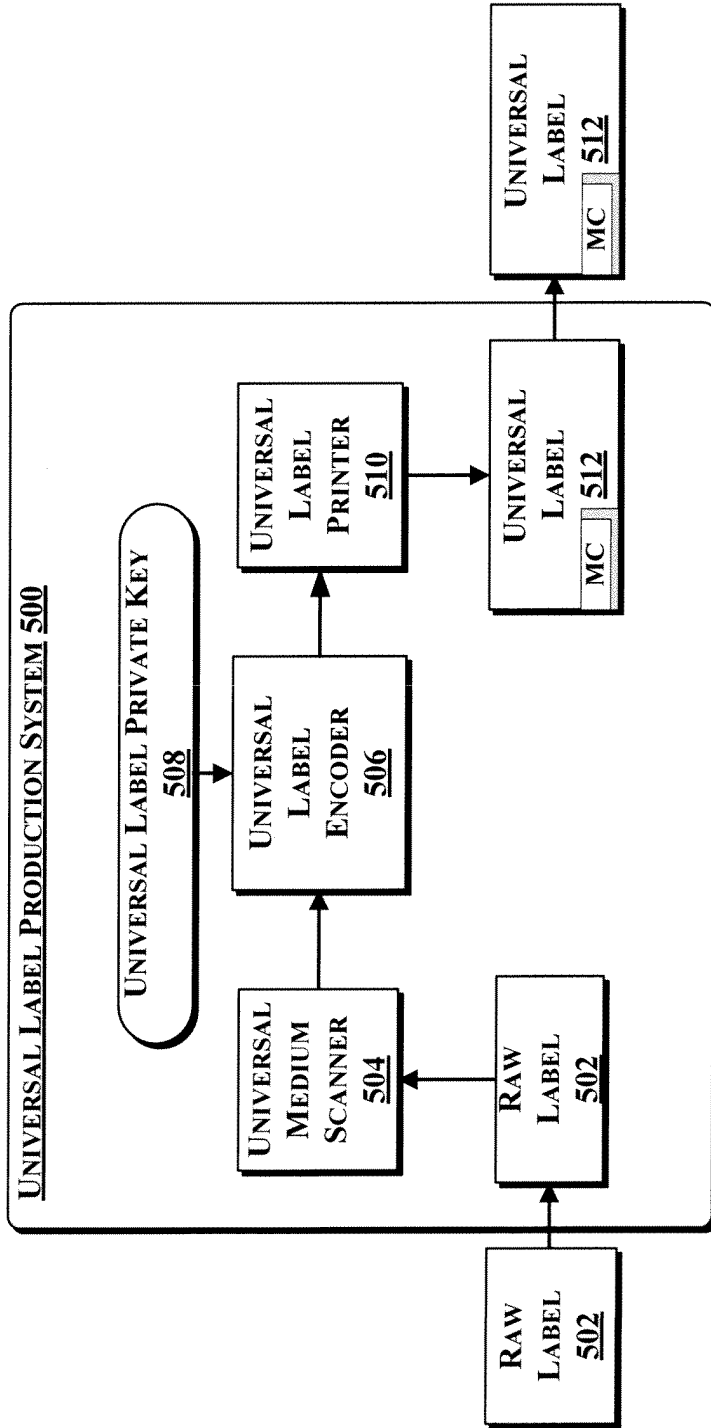 UNIVERSAL LABEL PRODUCTION SYSTEM 500
UNIVERSAL LABEL PRIVATE KEY
508
UNIVERSAL
MEDIUM
SCANNER
504
UNIVERSAL
LABEL
ENCODER
506
UNIVERSAL
LABEL
PRINTER
510
RAW
LABEL
502
RAW
LABEL
502
UNIVERSAL
LABEL
512
MC
UNIVERSAL
LABEL
512
MC